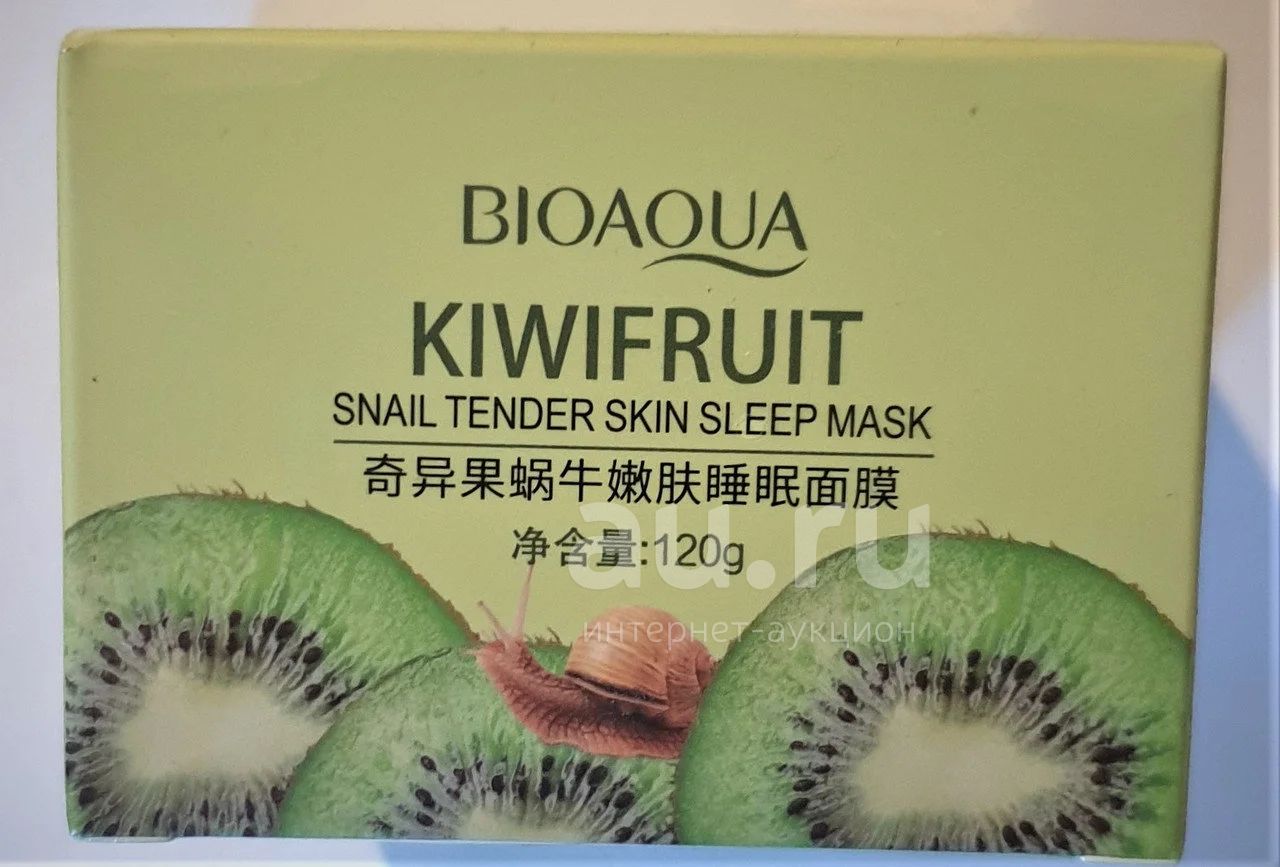 BIOAQUA
KIWIFRUIT
SNAIL TENDER SKIN SLEEP MASK
奇异果蜗牛嫩肤睡眠面膜
净含量:120g
au.ru
интернет-аукцион